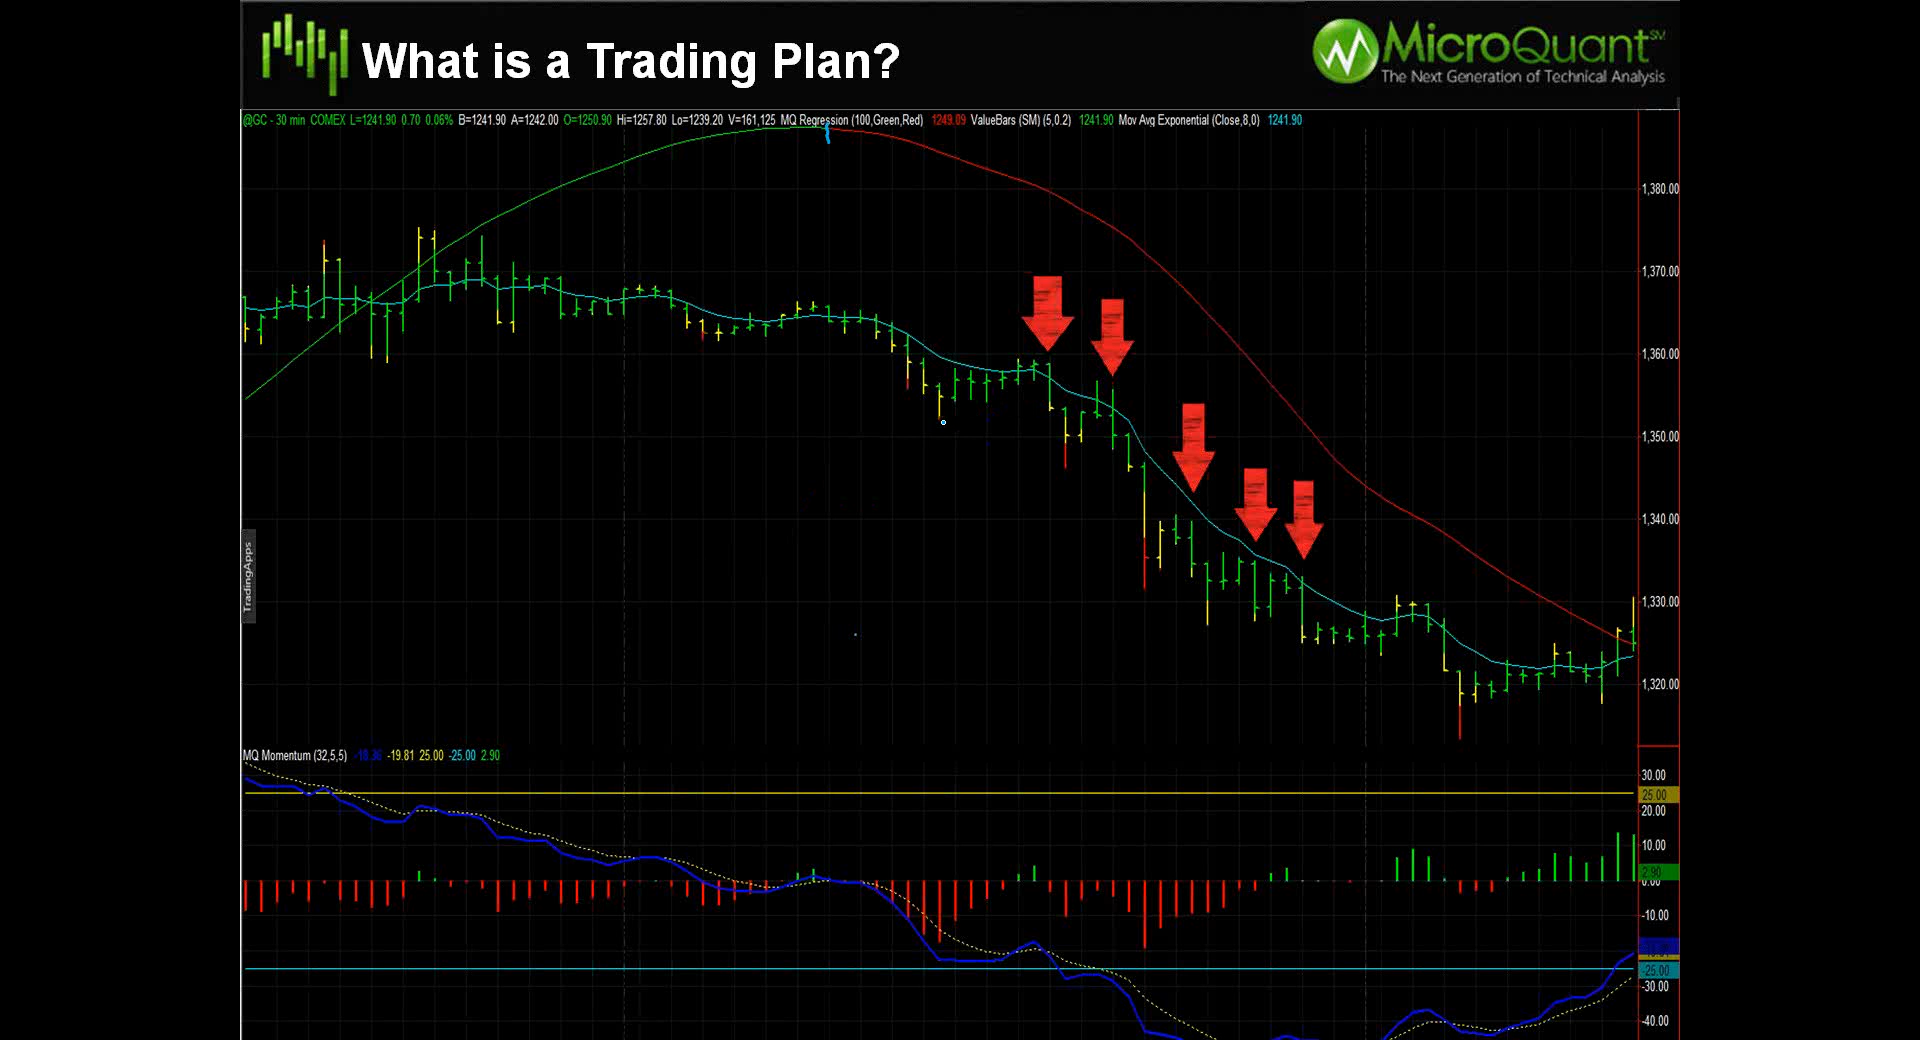 What is a Trading Plan?
MicroQuant SM
The Next Generation of Technical Analysis
@GC - 30 min COMEX L=1241.90 0.70 0.06% B=1241.90 A=1242.00 O=1250.90 Hi=1257.80 Lo=1239.20 V=161,125 MQ Regression (100,Green,Red) 1249.09 ValueBars (SM) (5,0.2) 1241.90 Mov Avg Exponential (Close,8,0) 1241.90
1,380.00
1,370.00
1,360.00
1,350.00
1,340.00
1,330.00
1,320.00
TradingApps
MQ Momentum (32,5,5) -19.81 25.00 -25.00 2.90
30.00
25.00
20.00
10.00
2.90
0.00
-10.00
-25.00
-30.00
-40.00